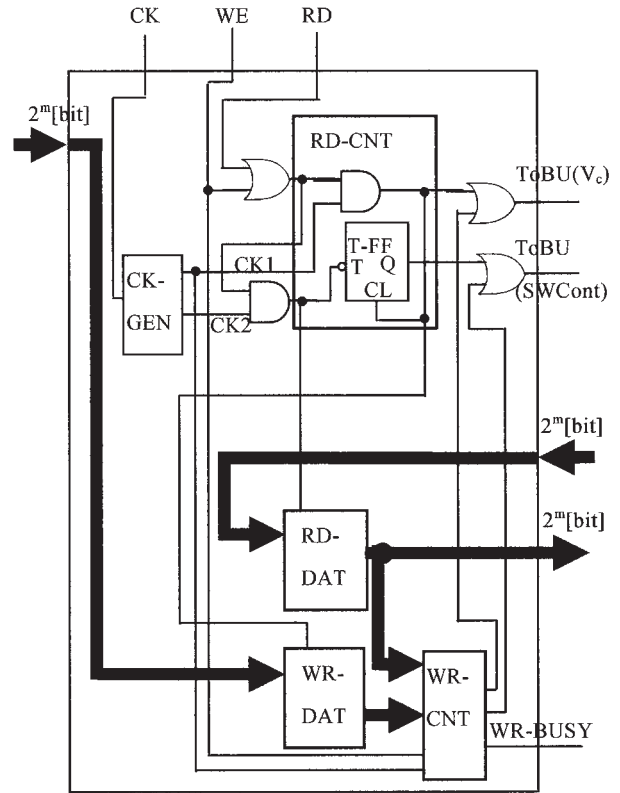 CK WE RD
2^m[bit]
RD-CNT
ToBU(V_c)
T-FF
T Q
CL
ToBU
(SWCont)
CK-
GEN
CK1
CK2
2^m[bit]
2^m[bit]
RD-
DAT
WR-
DAT
WR-
CNT
WR-BUSY